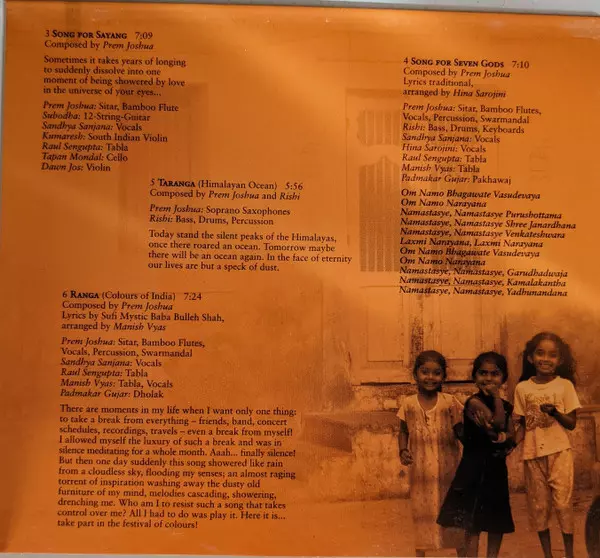 3 Song for Sayang 7:09
Composed by Prem Joshua
Sometimes it takes years of longing
to suddenly dissolve into one
moment of being showered by love
in the universe of your eyes...
Prem Joshua: Sitar, Bamboo Flute
Subodha: 12-String-Guitar
Sandhya Sanjana: Vocals
Kumaresh: South Indian Violin
Raul Sengupta: Tabla
Tapan Mondal: Cello
Dawn Jos: Violin
4 Song for Seven Gods 7:10
Composed by Prem Joshua
Lyrics traditional,
arranged by Hina Sarojini
Prem Joshua: Sitar, Bamboo Flutes,
Vocals, Percussion, Swarmandal
Rishi: Bass, Drums, Keyboards
Sandhya Sanjana: Vocals
Hina Sarojini: Vocals
Raul Sengupta: Tabla
Manish Vyas: Tabla
Padmakar Gujar: Pakhawaj
Om Namo Bhagawate Vasudevaya
Om Namo Narayana
Namastasye, Namastasye Purushottama
Namastasye, Namastasye Shree Janardhana
Namastasye, Namastasye Venkateshwara
Laxmi Narayana, Laxmi Narayana
Om Namo Bhagawate Vasudevaya
Om Namo Narayana
Namastasye, Namastasye, Garudhadwaja
Namastasye, Namastasye, Kamalakantha
Namastasye, Namastasye, Yadhunandana
5 Taranga (Himalayan Ocean) 5:56
Composed by Prem Joshua and Rishi
Prem Joshua: Soprano Saxophones
Rishi: Bass, Drums, Percussion
Today stand the silent peaks of the Himalayas,
once there roared an ocean. Tomorrow maybe
there will be an ocean again. In the face of eternity
our lives are but a speck of dust.
6 Ranga (Colours of India) 7:24
Composed by Prem Joshua
Lyrics by Sufi Mystic Baba Bulleh Shah,
arranged by Manish Vyas
Prem Joshua: Sitar, Bamboo Flutes,
Vocals, Percussion, Swarmandal
Sandhya Sanjana: Vocals
Raul Sengupta: Tabla
Manish Vyas: Tabla, Vocals
Padmakar Gujar: Dholak
There are moments in my life when I want only one thing:
to take a break from everything – friends, band, concert
schedules, recordings, travels – even a break from myself!
I allowed myself the luxury of such a break and was in
silence meditating for a whole month. Aaah... finally silence!
But then one day suddenly this song showered like rain
from a cloudless sky, flooding my senses; an almost raging
torrent of inspiration washing away the dusty old
furniture of my mind, melodies cascading, showering,
drenching me. Who am I to resist such a song that takes
control over me? All I had to do was play it. Here it is...
take part in the festival of colours!